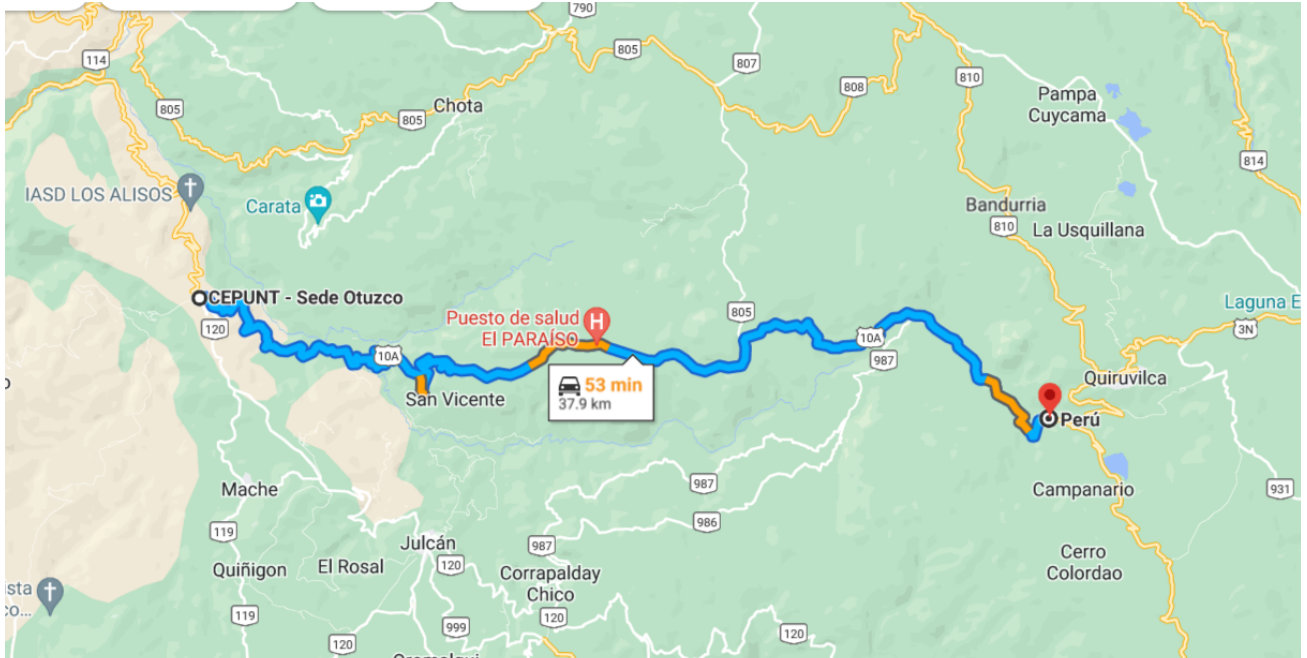 790
805
807
114
810
808
Pampa
Cuycama
805
Chota
805
814
IASD LOS ALISOS
Carata
Bandurria
810
La Usquillana
CEPUNT - Sede Otuzco
Laguna E
Puesto de salud
El PARAÍSO
H
805
120
3N
10A
10A
987
53 min
37.9 km
San Vicente
Quiruvilca
Perú
Mache
987
Campanario
931
986
119
Julcán
987
Cerro
Colordao
Quiñigon
El Rosal
120
Corrapalday
Chico
ista
co...
119
120
999
120
120